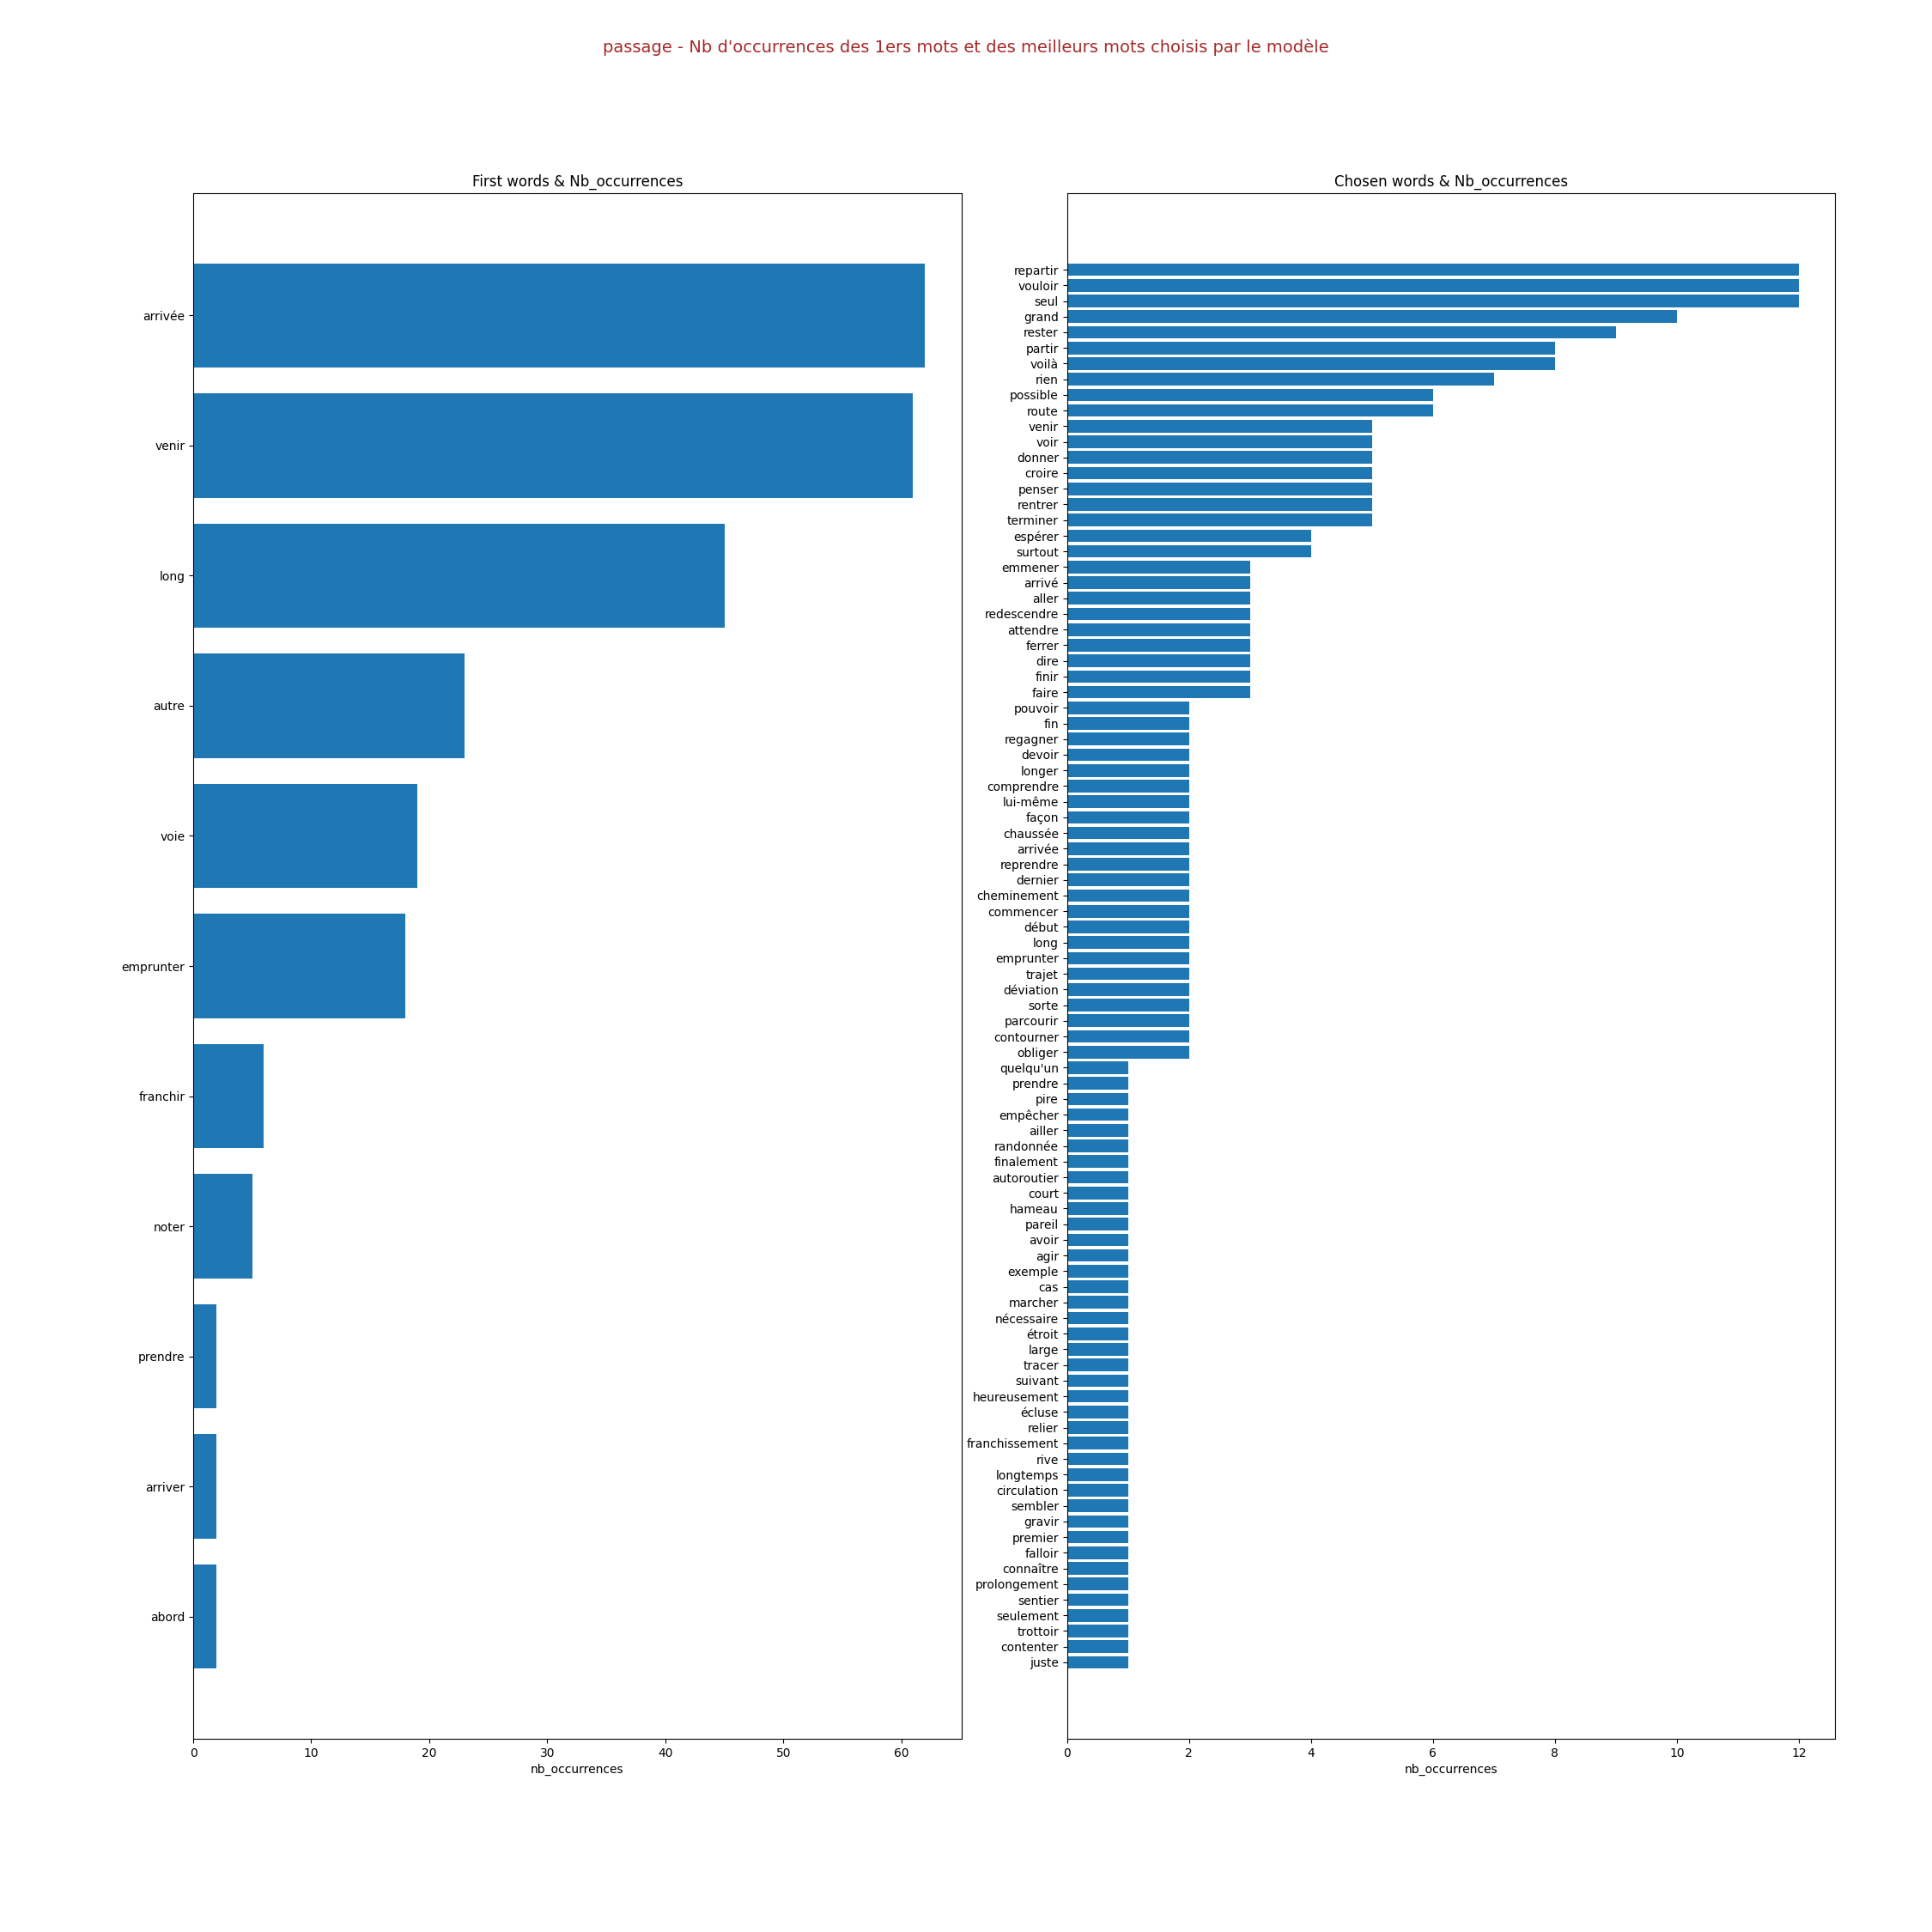 passage - Nb d'occurrences des 1ers mots et des meilleurs mots choisis par le modèle
First words & Nb_occurrences
arrivée
venir
long
autre
voie
emprunter
franchir
noter
prendre
arriver
abord
0 10 20 30 40 50 60
nb_occurrences
Chosen words & Nb_occurrences
repartir
vouloir
seul
grand
rester
partir
voilà
rien
possible
route
venir
voir
donner
croire
penser
rentrer
terminer
espérer
surtout
emmener
arrivé
aller
redescendre
attendre
ferrer
dire
finir
faire
pouvoir
fin
regagner
devoir
longer
comprendre
lui-même
façon
chaussée
arrivée
reprendre
dernier
cheminement
commencer
début
long
emprunter
trajet
déviation
sorte
parcourir
contourner
obliger
quelqu'un
prendre
pire
empêcher
ailler
randonnée
finalement
autoroutier
court
hameau
pareil
avoir
agir
exemple
cas
marcher
nécessaire
étroit
large
tracer
suivant
heureusement
écluse
relier
franchissement
rive
longtemps
circulation
sembler
gravir
premier
falloir
connaître
prolongement
sentier
seulement
trottoir
contenter
juste
0 2 4 6 8 10 12
nb_occurrences